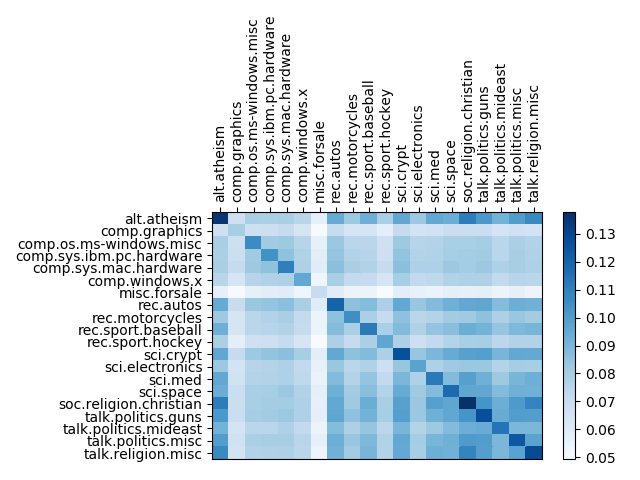 alt.atheism
comp.graphics
comp.os.ms-windows.misc
comp.sys.ibm.pc.hardware
comp.sys.mac.hardware
comp.windows.x
misc.forsale
rec.autos
rec.motorcycles
rec.sport.baseball
rec.sport.hockey
sci.crypt
sci.electronics
sci.med
sci.space
soc.religion.christian
talk.politics.guns
talk.politics.mideast
talk.politics.misc
talk.religion.misc
alt.atheism
comp.graphics
comp.os.ms-windows.misc
comp.sys.ibm.pc.hardware
comp.sys.mac.hardware
comp.windows.x
misc.forsale
rec.autos
rec.motorcycles
rec.sport.baseball
rec.sport.hockey
sci.crypt
sci.electronics
sci.med
sci.space
soc.religion.christian
talk.politics.guns
talk.politics.mideast
talk.politics.misc
talk.religion.misc
0.13
0.12
0.11
0.10
0.09
0.08
0.07
0.06
0.05